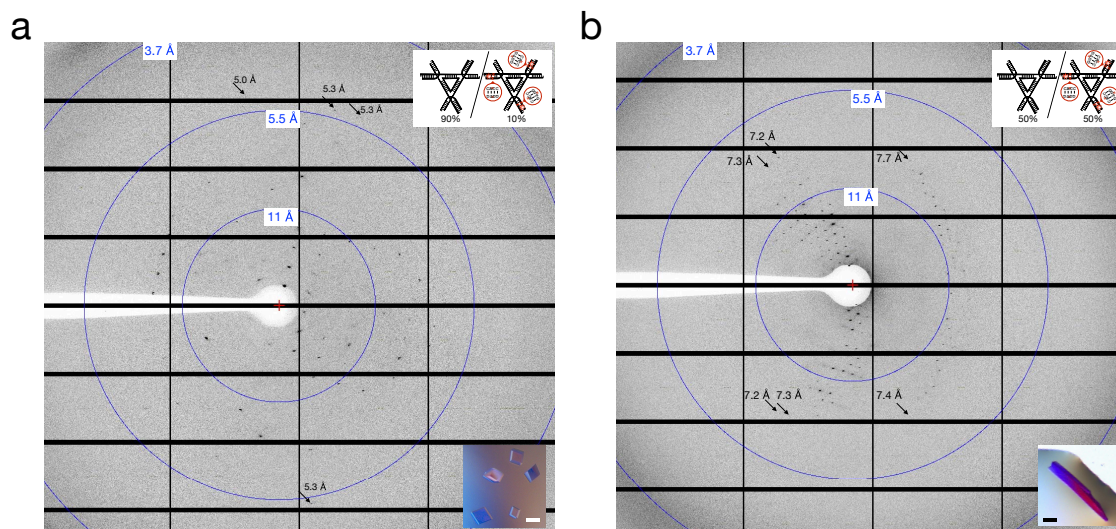 a
3.7 Å
5.0 Å
5.3 Å
5.3 Å
5.5 Å
90%
10%
11 Å
5.3 Å
b
3.7 Å
5.5 Å
50%
50%
7.2 Å
7.3 Å
7.7 Å
11 Å
7.2 Å
7.3 Å
7.4 Å